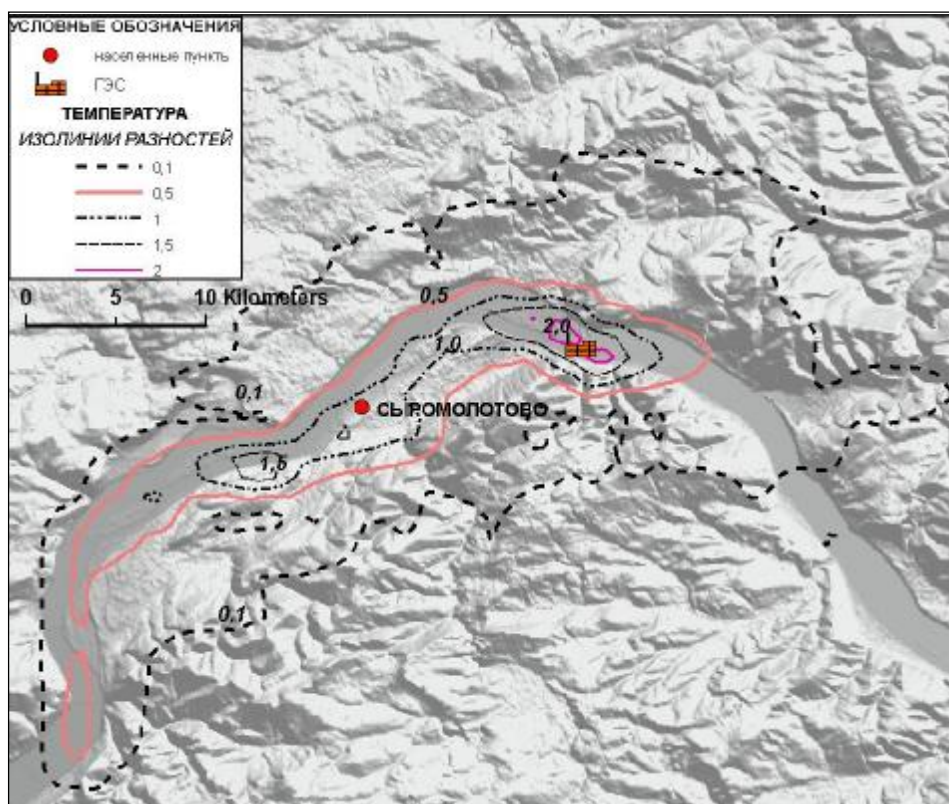 УСЛОВНЫЕ ОБОЗНАЧЕНИЯ
населенные пункты
ГЭС
ТЕМПЕРАТУРА
ИЗОЛИНИИ РАЗНОСТЕЙ
0,1
0,5
1
1,5
2
0 5 10 Kilometers
0,5
2,0
1,0
0,1
СЫРОМОЛОТОВО
1,5
0,1